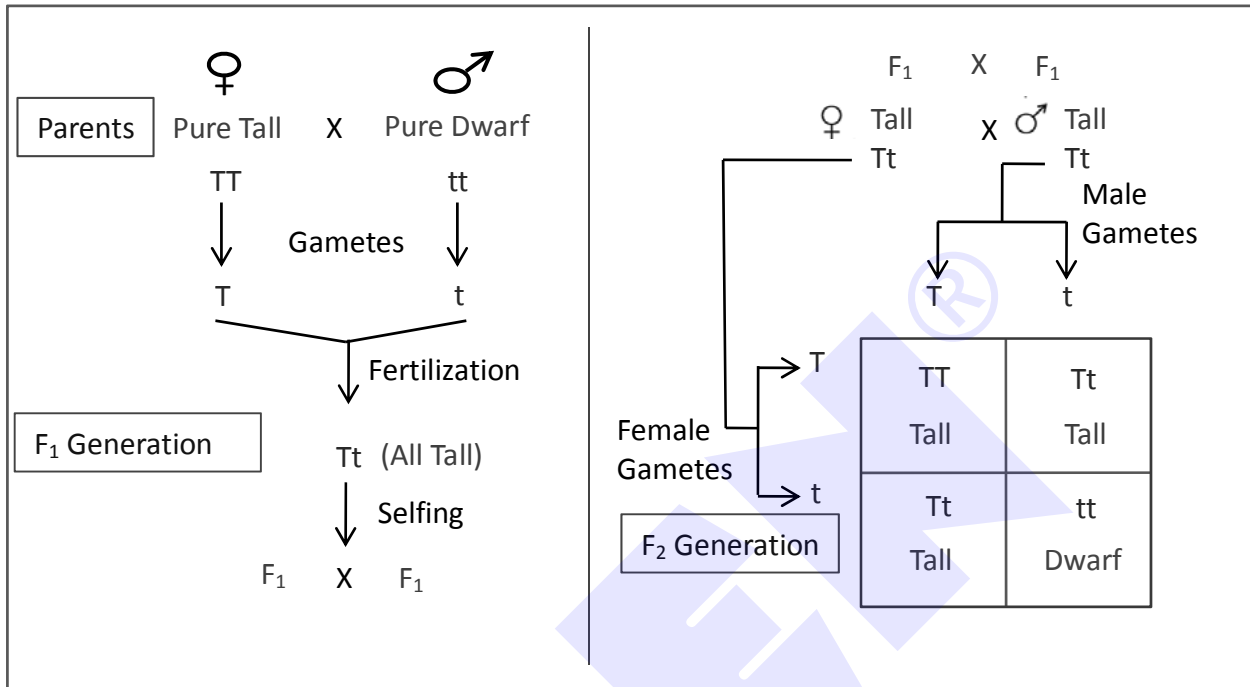 Parents
Pure Tall X Pure Dwarf
TT tt
Gametes
T t
Fertilization
F₁ Generation
Tt (All Tall)
Selfing
F₁ X F₁
F₁ X F₁
♀ Tall X ♂ Tall
Tt Tt
Male
Gametes
T t
Female
Gametes
T
t
TT Tt
Tall Tall
Tt tt
Tall Dwarf
F₂ Generation
®